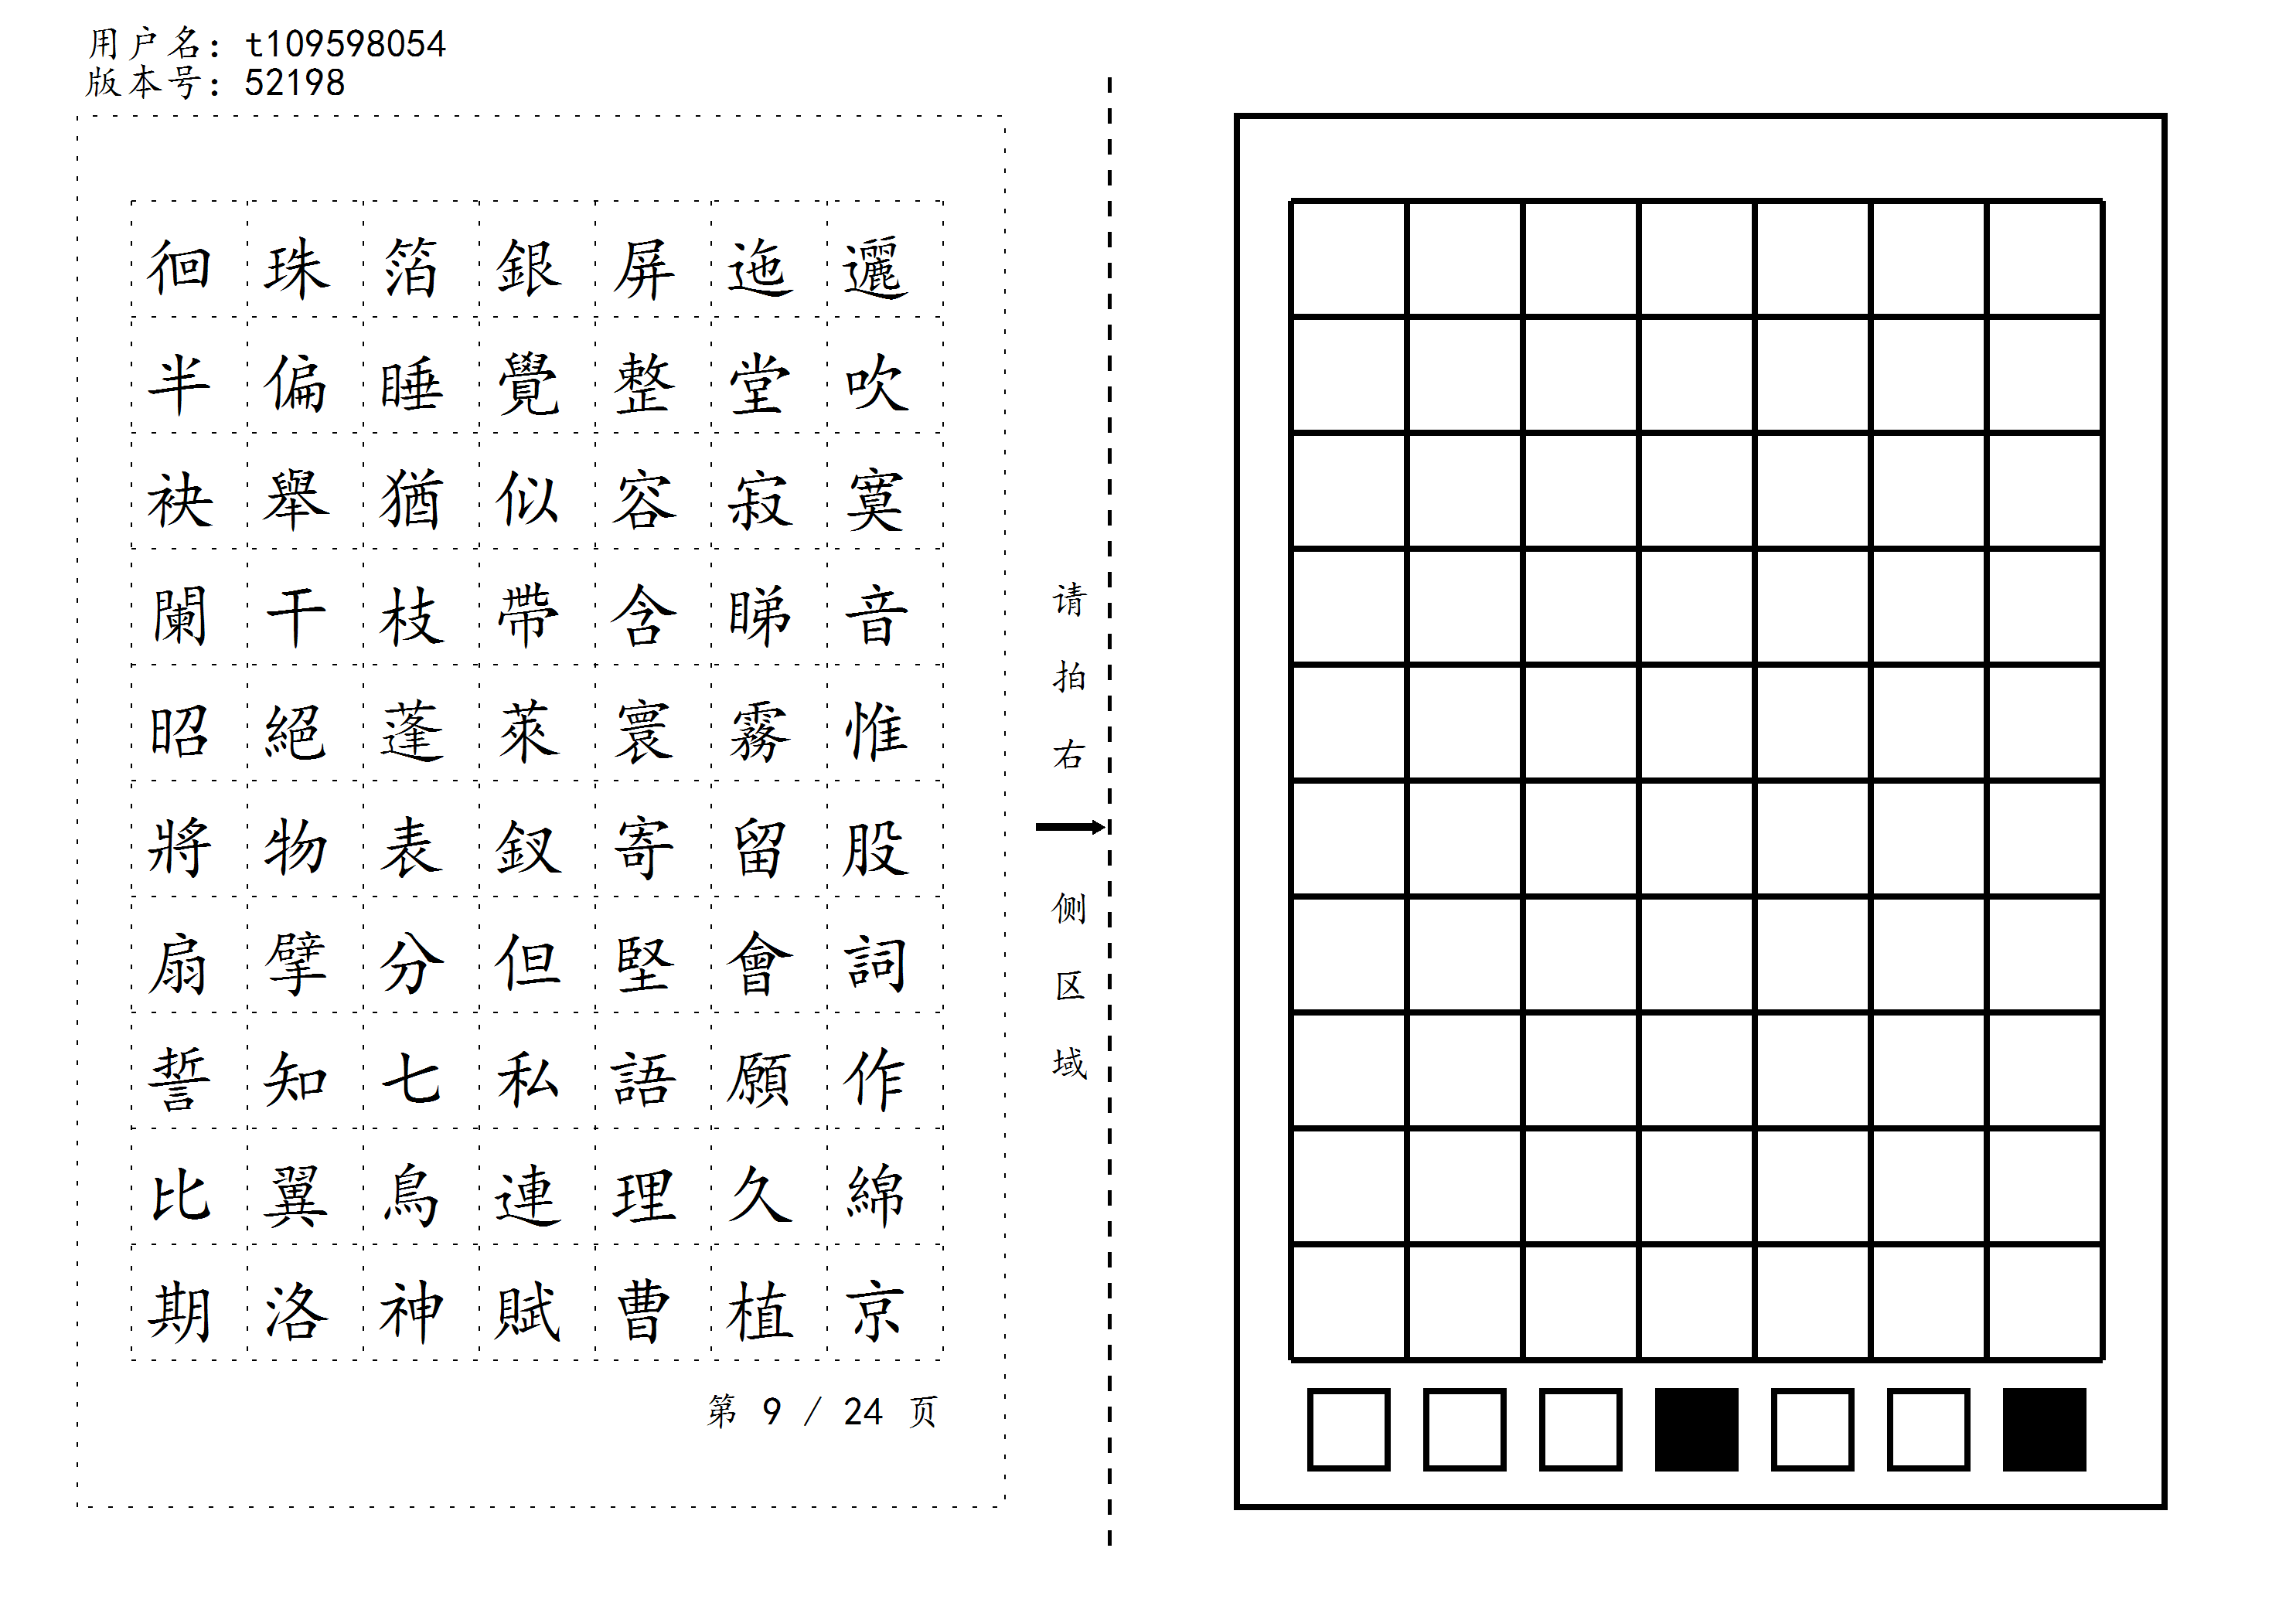 用户名: t109598054
版本号: 52198
徊珠箔銀屏迤邐
半偏睡覺整堂吹
袂舉猶似容寂寞
闌干枝帶含睇音
昭絕蓬萊寰霧惟
將物表釵寄留股
扇擘分但堅會詞
誓知七私語願作
比翼鳥連理久綿
期洛神賦曹植京
第 9 / 24 页
请拍右
侧区域